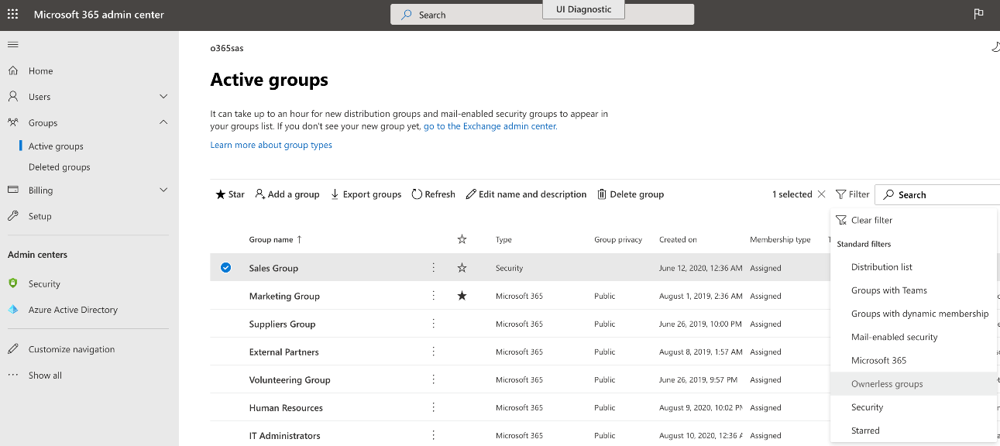 Microsoft 365 admin center
Search
UI Diagnostic
Home
Users
Groups
Active groups
Deleted groups
Billing
Setup
Admin centers
Security
Azure Active Directory
Customize navigation
Show all
o365sas
Active groups
It can take up to an hour for new distribution groups and mail-enabled security groups to appear in
your groups list. If you don't see your new group yet, go to the Exchange admin center.
Learn more about group types
Star Add a group Export groups Refresh Edit name and description Delete group 1 selected Filter Search
Group name ↑ Type Group privacy Created on Membership type
Sales Group Security June 12, 2020, 12:36 AM Assigned
Marketing Group Microsoft 365 Public August 1, 2019, 2:36 AM Assigned
Suppliers Group Microsoft 365 Public June 26, 2019, 10:00 PM Assigned
External Partners Microsoft 365 Public August 8, 2019, 1:57 AM Assigned
Volunteering Group Microsoft 365 Public June 26, 2019, 9:57 PM Assigned
Human Resources Microsoft 365 Public August 9, 2020, 10:02 PM Assigned
IT Administrators Microsoft 365 Public August 10, 2020, 12:36 A Assigned
Clear filter
Standard filters
Distribution list
Groups with Teams
Groups with dynamic membership
Mail-enabled security
Microsoft 365
Ownerless groups
Security
Starred